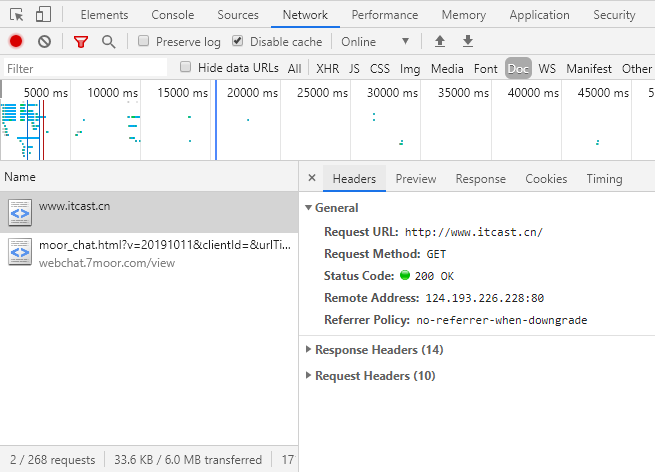 Elements Console Sources Network Performance Memory Application Security
Preserve log Disable cache Online
Filter Hide data URLs All XHR JS CSS Img Media Font Doc WS Manifest Other
5000 ms 10000 ms 15000 ms 20000 ms 25000 ms 30000 ms 35000 ms 40000 ms 45000 ms 5
Name
www.itcast.cn
moor_chat.html?v=20191011&clientId=&urlTi...
webchat.7moor.com/view
2 / 268 requests 33.6 KB / 6.0 MB transferred 17
× Headers Preview Response Cookies Timing
General
Request URL: http://www.itcast.cn/
Request Method: GET
Status Code: 200 OK
Remote Address: 124.193.226.228:80
Referrer Policy: no-referrer-when-downgrade
Response Headers (14)
Request Headers (10)